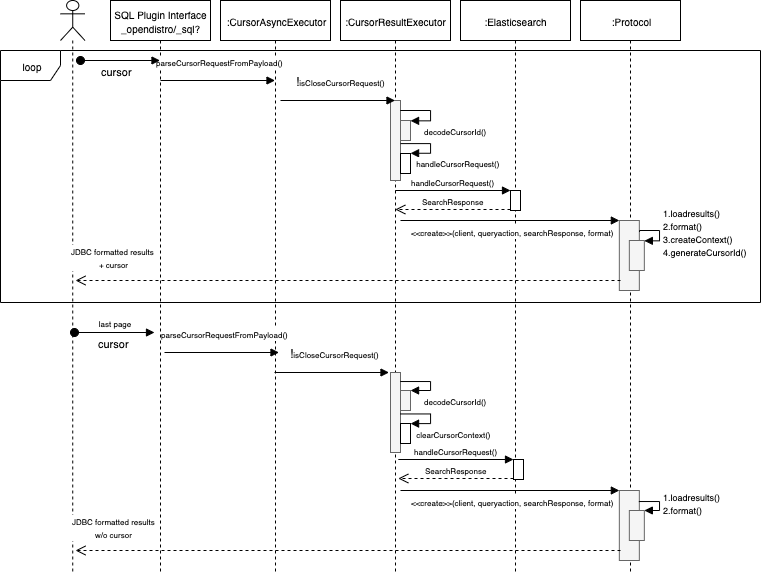 SQL Plugin Interface
_opendistro/_sql?
:CursorAsyncExecutor
:CursorResultExecutor
:Elasticsearch
:Protocol
loop
cursor
parseCursorRequestFromPayload()
!isCloseCursorRequest()
decodeCursorId()
handleCursorRequest()
handleCursorRequest()
SearchResponse
<<create>>(client, queryaction, searchResponse, format)
1.loadresults()
2.format()
3.createContext()
4.generateCursorId()
JDBC formatted results
+ cursor
last page
cursor
parseCursorRequestFromPayload()
!isCloseCursorRequest()
decodeCursorId()
clearCursorContext()
handleCursorRequest()
SearchResponse
<<create>>(client, queryaction, searchResponse, format)
1.loadresults()
2.format()
JDBC formatted results
w/o cursor